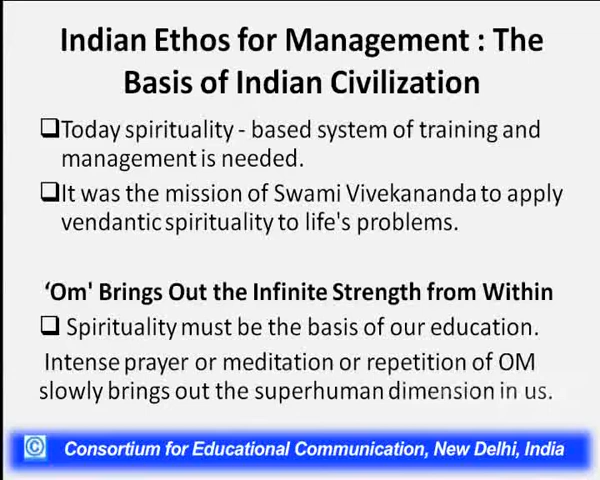 Indian Ethos for Management : The
Basis of Indian Civilization
❑Today spirituality - based system of training and
management is needed.
❑It was the mission of Swami Vivekananda to apply
vendantic spirituality to life's problems.
‘Om' Brings Out the Infinite Strength from Within
❑ Spirituality must be the basis of our education.
Intense prayer or meditation or repetition of OM
slowly brings out the superhuman dimension in us.
© Consortium for Educational Communication, New Delhi, India